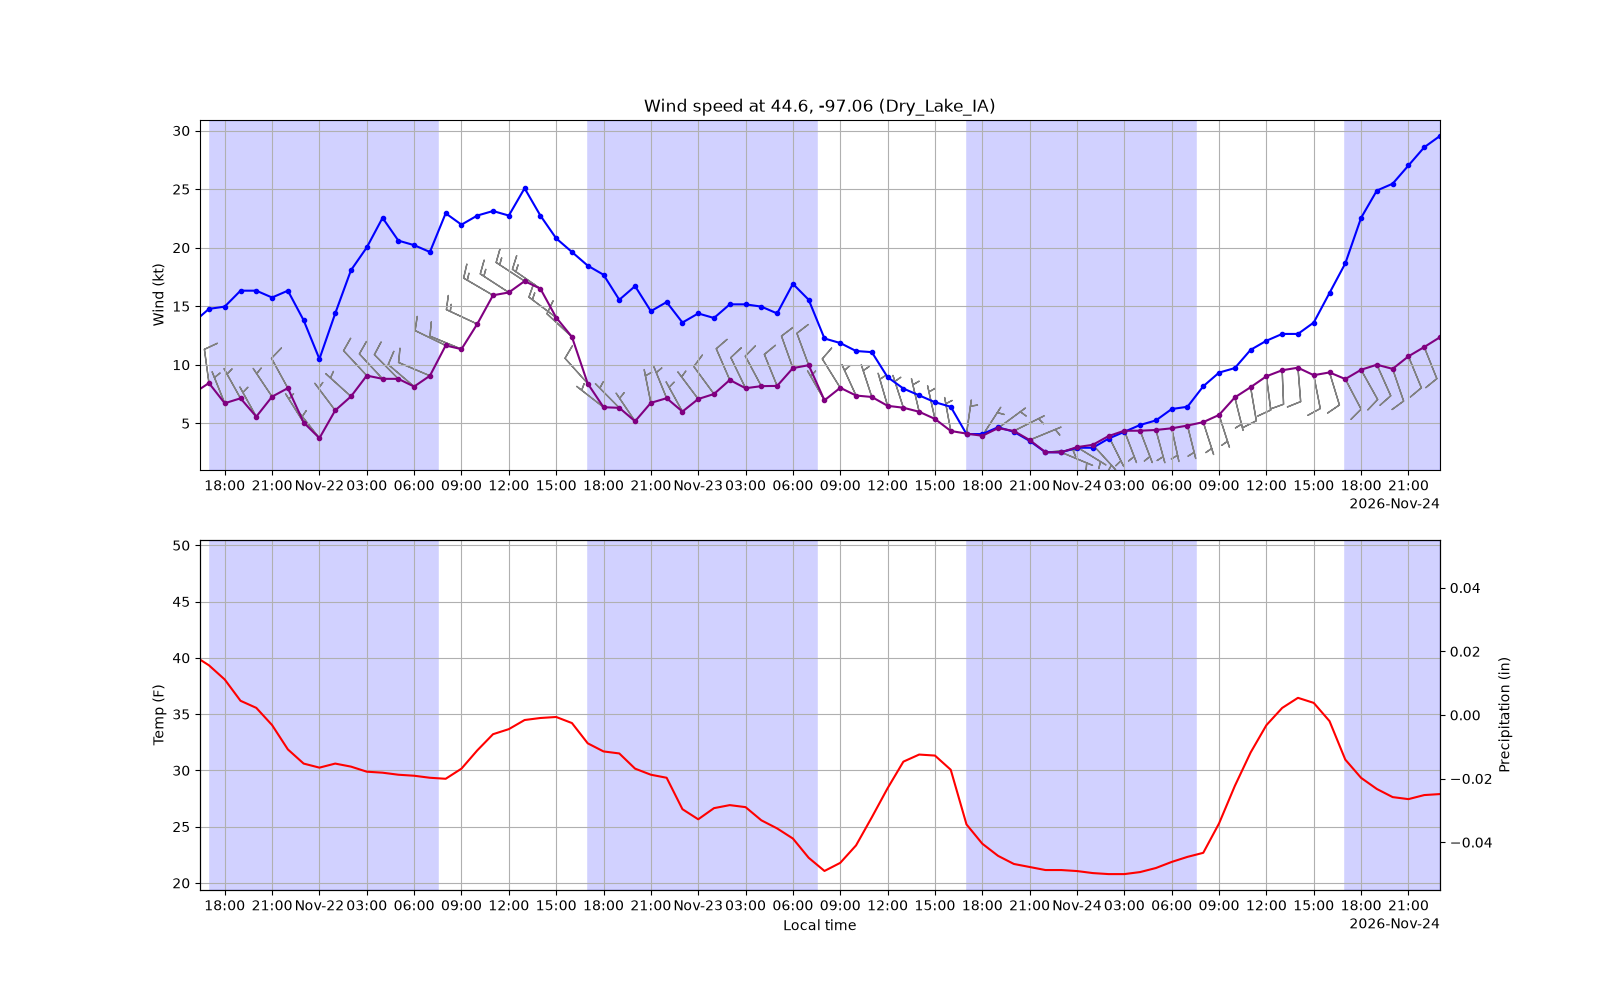 Wind speed at 44.6, -97.06 (Dry_Lake_IA)
30
25
20
15
10
5
Wind (kt)
18:00 21:00 Nov-22 03:00 06:00 09:00 12:00 15:00 18:00 21:00 Nov-23 03:00 06:00 09:00 12:00 15:00 18:00 21:00 Nov-24 03:00 06:00 09:00 12:00 15:00 18:00 21:00
2026-Nov-24
50
45
40
35
30
25
20
Temp (F)
0.04
0.02
0.00
−0.02
−0.04
Precipitation (in)
18:00 21:00 Nov-22 03:00 06:00 09:00 12:00 15:00 18:00 21:00 Nov-23 03:00 06:00 09:00 12:00 15:00 18:00 21:00 Nov-24 03:00 06:00 09:00 12:00 15:00 18:00 21:00
Local time
2026-Nov-24